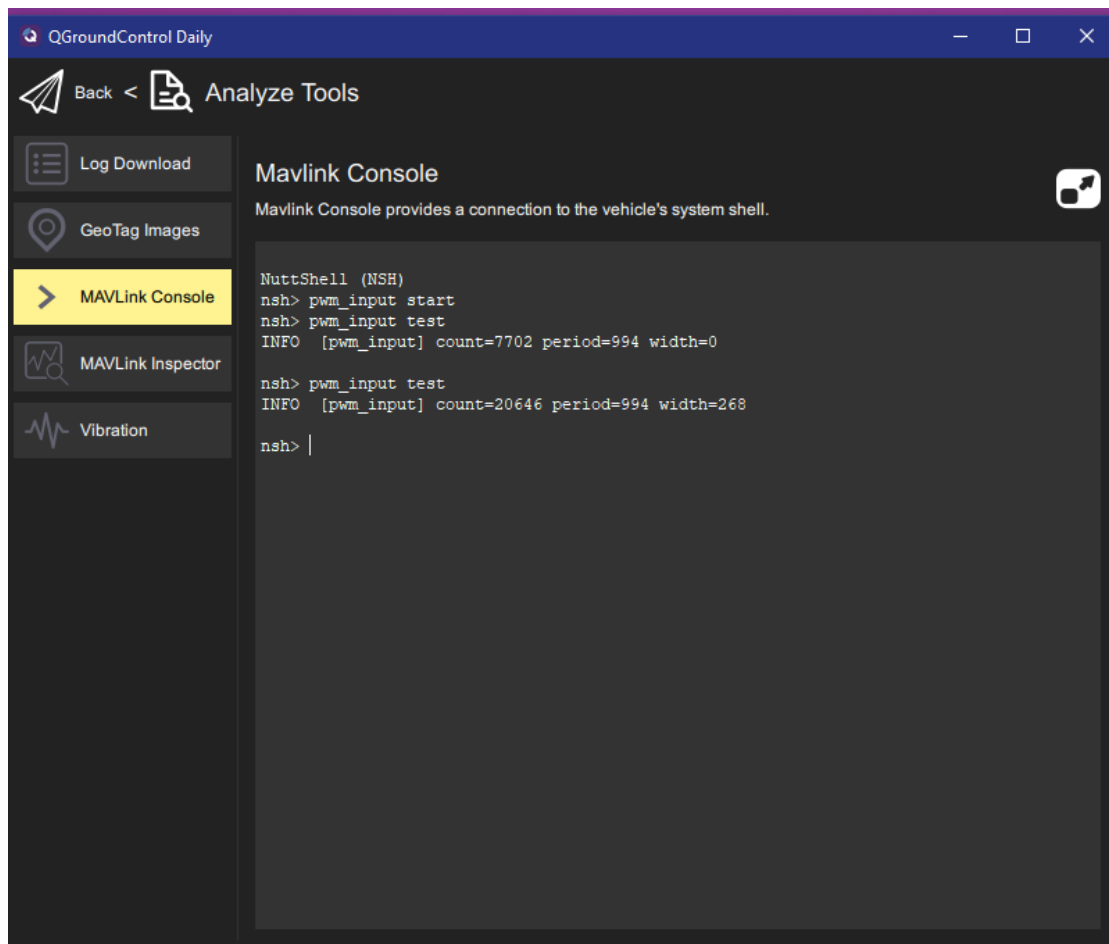 QGroundControl Daily
Back < Analyze Tools
Log Download
GeoTag Images
MAVLink Console
MAVLink Inspector
Vibration
Mavlink Console
Mavlink Console provides a connection to the vehicle's system shell.
NuttShell (NSH)
nsh> pwm_input start
nsh> pwm_input test
INFO  [pwm_input] count=7702 period=994 width=0
nsh> pwm_input test
INFO  [pwm_input] count=20646 period=994 width=268
nsh>